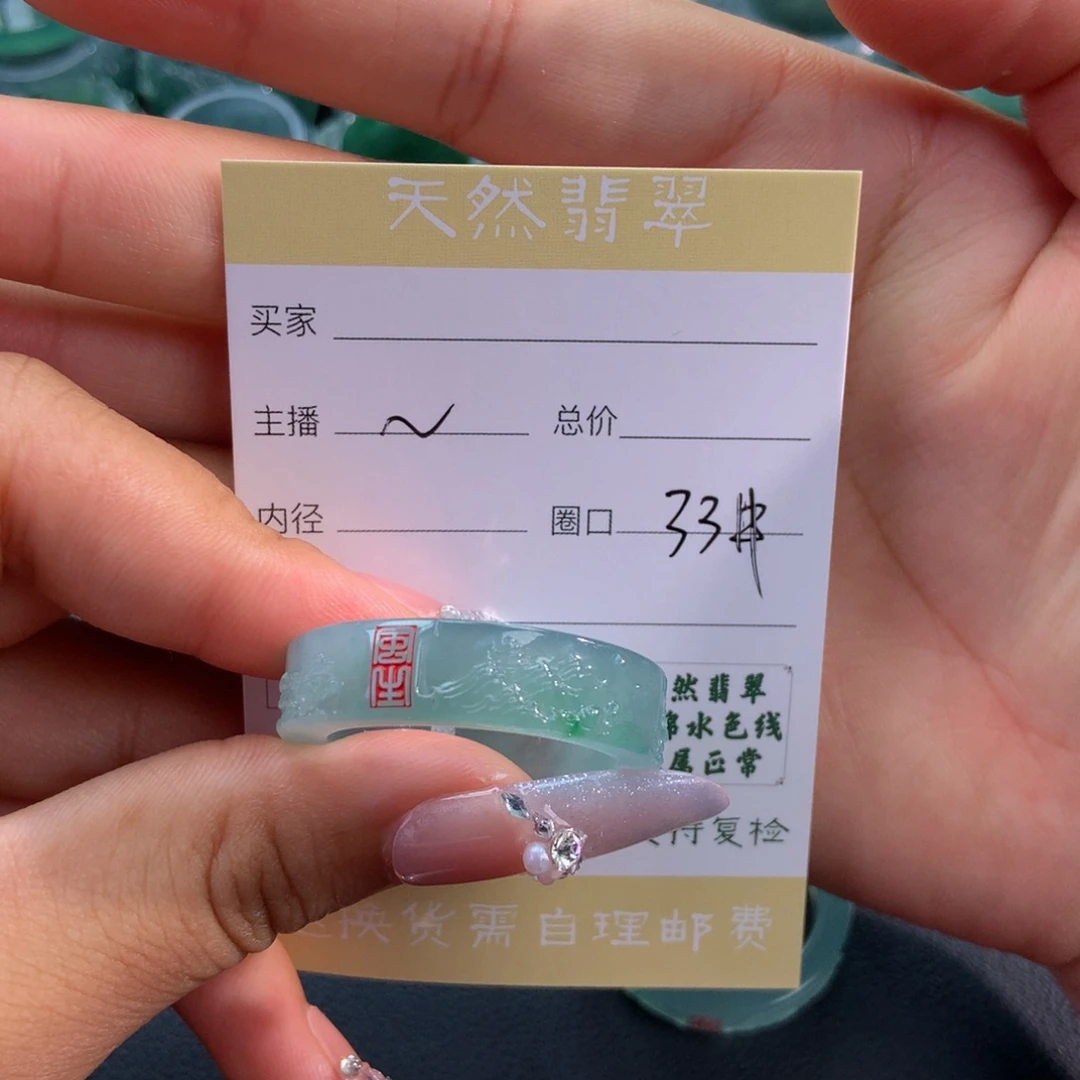 天然翡翠
买家
主播 总价
内径 圈口 33#
然翡翠
水色线
属正常
持复检
换货需自理邮费